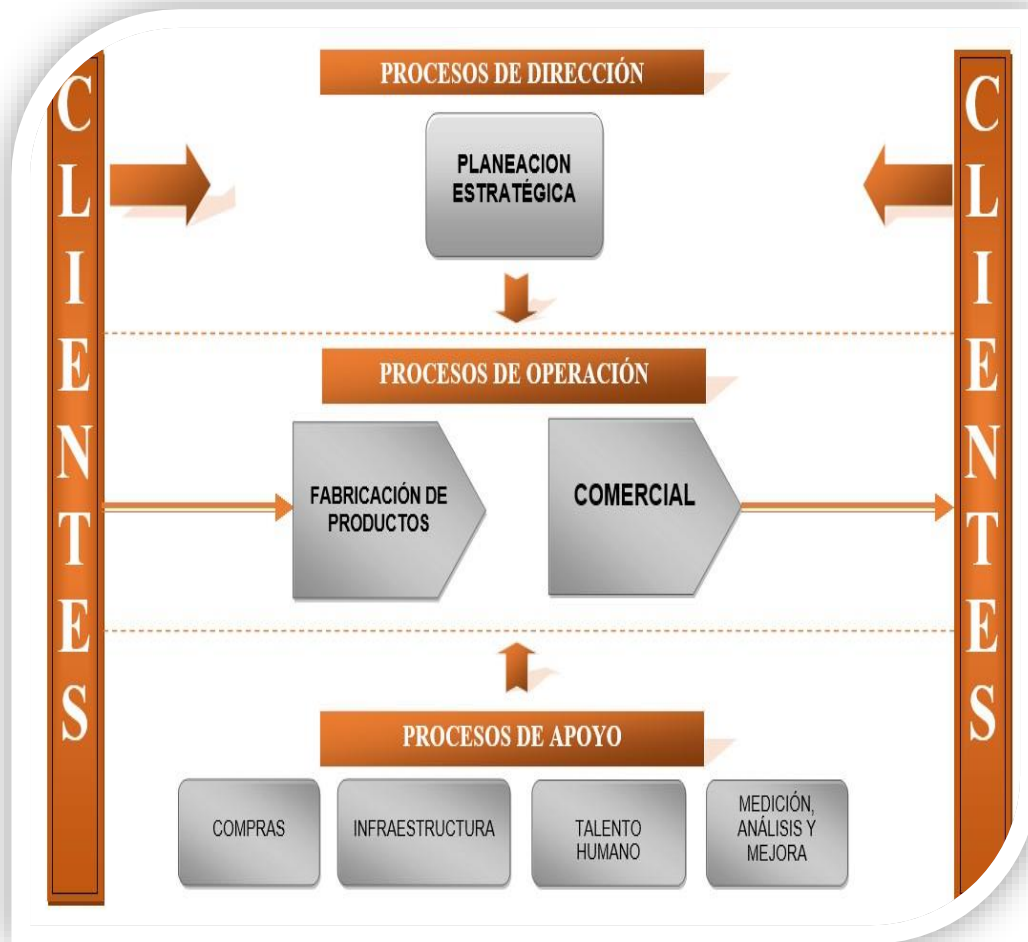 CLIENTES
PROCESOS DE DIRECCIÓN
PLANEACION
ESTRATÉGICA
PROCESOS DE OPERACIÓN
FABRICACIÓN DE
PRODUCTOS
COMERCIAL
PROCESOS DE APOYO
COMPRAS
INFRAESTRUCTURA
TALENTO
HUMANO
MEDICIÓN,
ANÁLISIS Y
MEJORA
CLIENTES